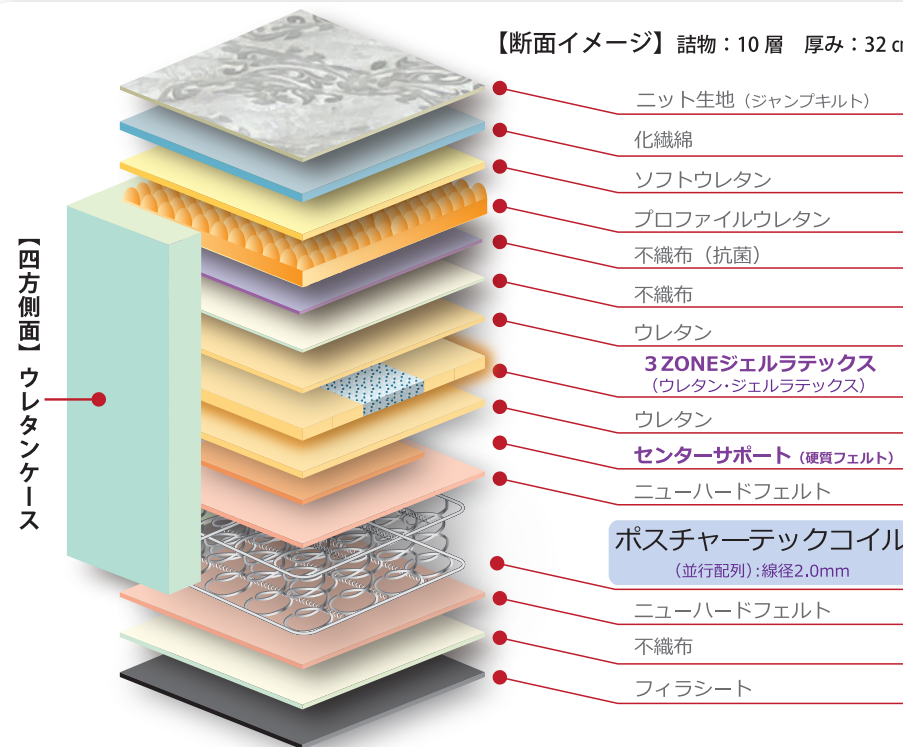 【断面イメージ】詰物：10層　厚み：32 cm
ニット生地（ジャンプキルト）
化繊綿
ソフトウレタン
プロファイルウレタン
不織布（抗菌）
不織布
ウレタン
3 ZONEジェルラテックス
（ウレタン・ジェルラテックス）
ウレタン
センターサポート（硬質フェルト）
ニューハードフェルト
ポスチャーテックコイル
（並行配列）:線径2.0mm
ニューハードフェルト
不織布
フィラシート
【四方側面】ウレタンケース